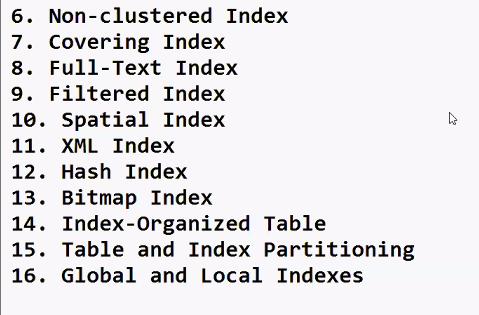 6. Non-clustered Index
7. Covering Index
8. Full-Text Index
9. Filtered Index
10. Spatial Index
11. XML Index
12. Hash Index
13. Bitmap Index
14. Index-Organized Table
15. Table and Index Partitioning
16. Global and Local Indexes